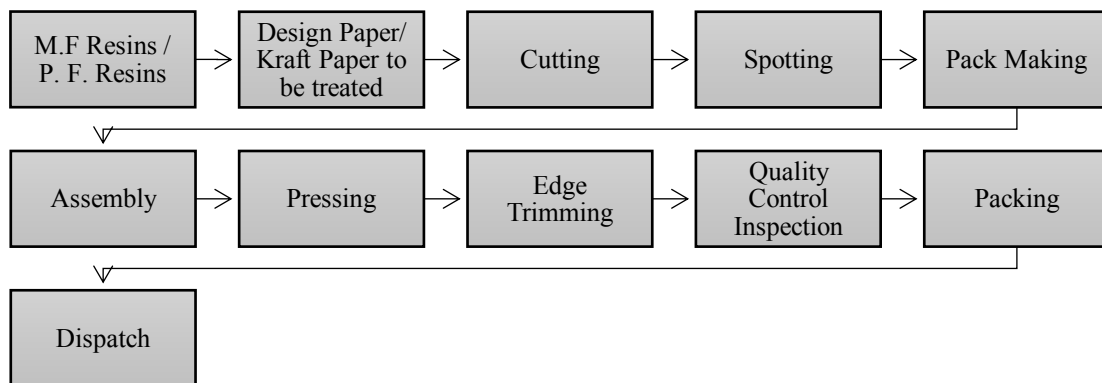 M.F Resins /
P. F. Resins
Design Paper/
Kraft Paper to
be treated
Cutting
Spotting
Pack Making
Assembly
Pressing
Edge
Trimming
Quality
Control
Inspection
Packing
Dispatch